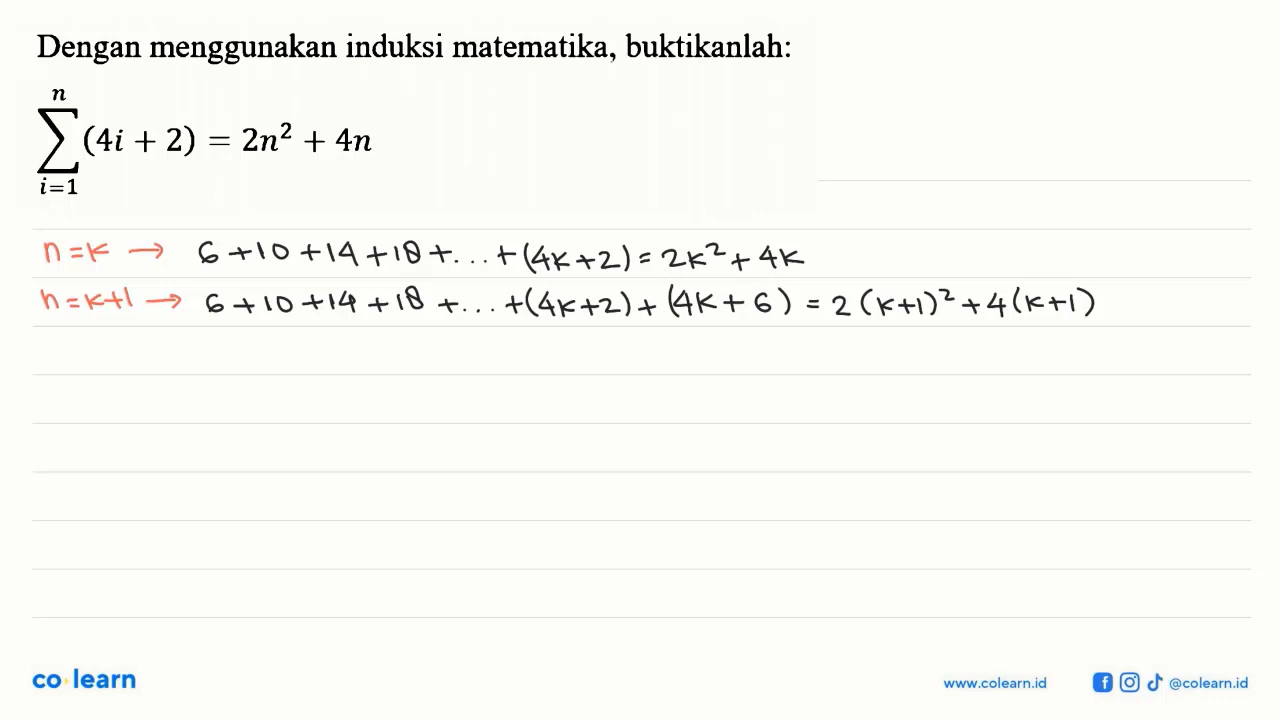 Dengan menggunakan induksi matematika, buktikanlah:
n
∑(4i + 2) = 2n² + 4n
i=1
n=k → 6+10+14+18+...+(4k+2)=2k²+4k
n=k+1 → 6+10+14+18+...+(4k+2)+(4k+6)=2(k+1)²+4(k+1)
co learn
www.colearn.id
@colearn.id